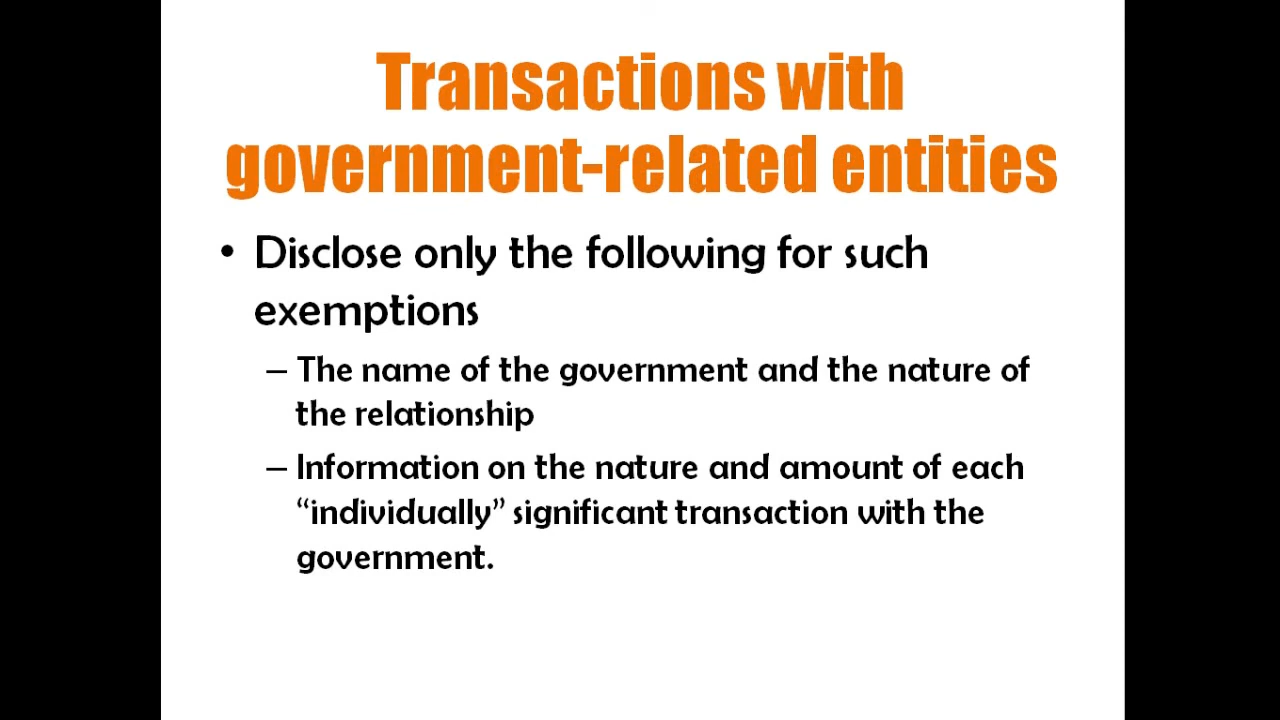 Transactions with
government-related entities
• Disclose only the following for such
exemptions
– The name of the government and the nature of
the relationship
– Information on the nature and amount of each
“individually” significant transaction with the
government.